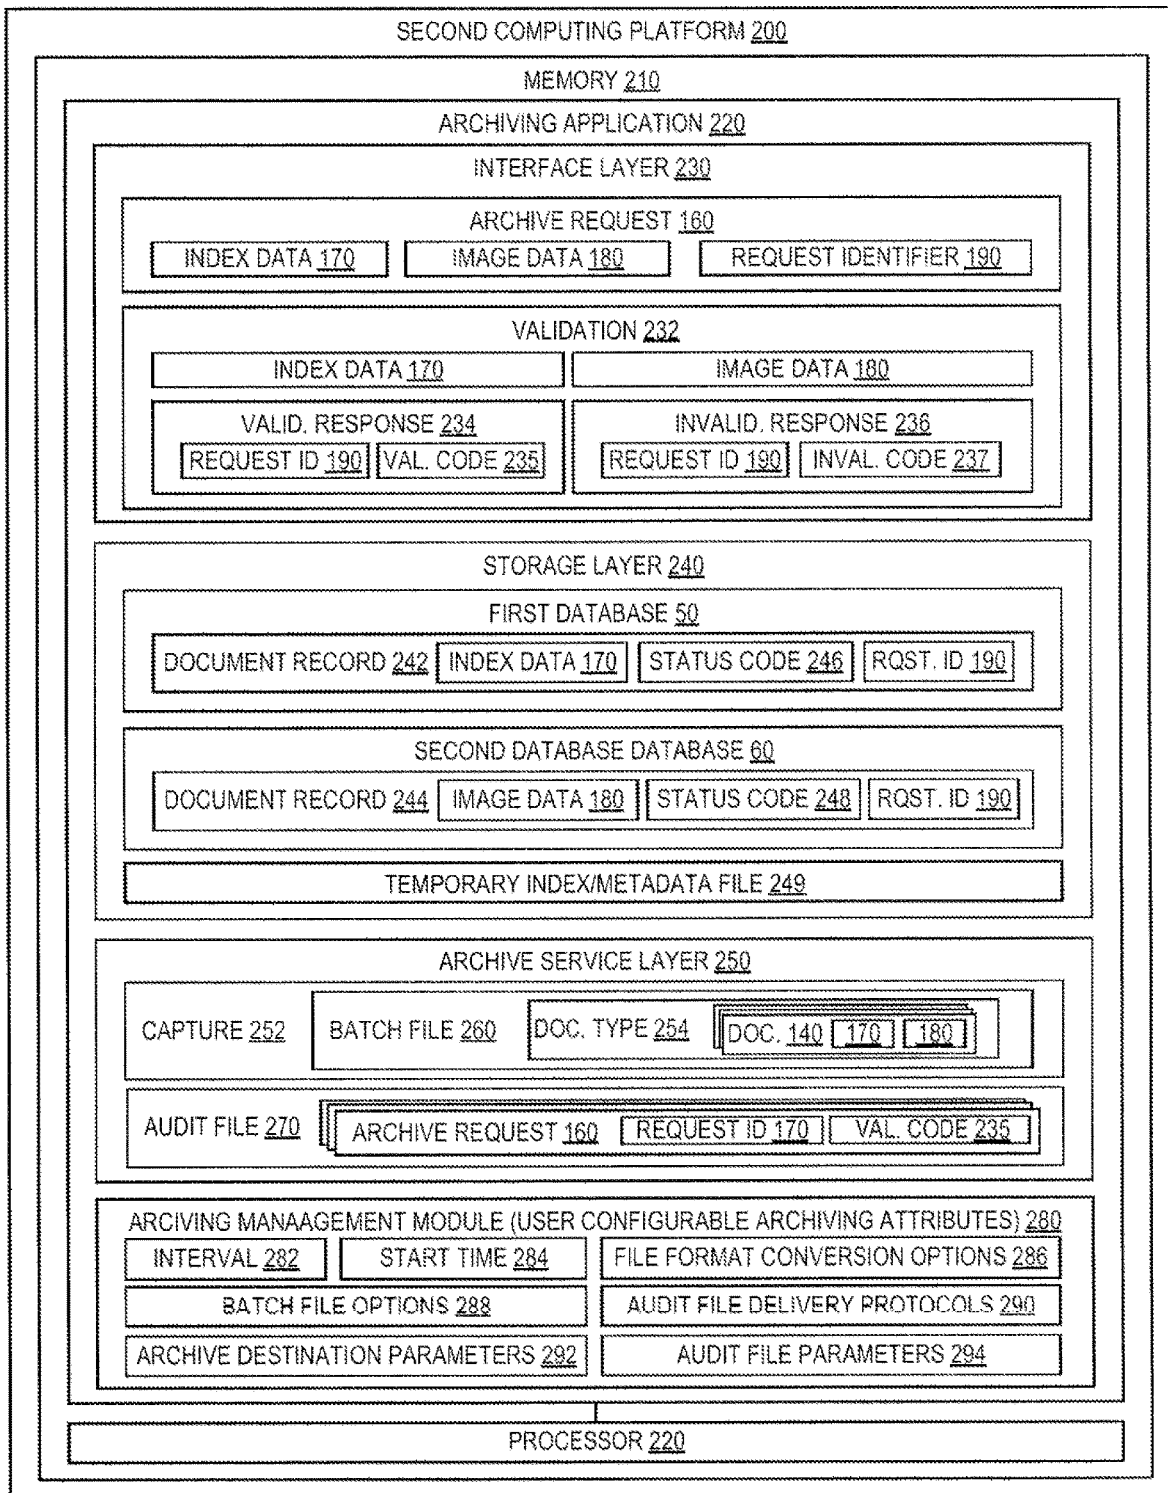 SECOND COMPUTING PLATFORM 200
MEMORY 210
ARCHIVING APPLICATION 220
INTERFACE LAYER 230
ARCHIVE REQUEST 160
INDEX DATA 170 IMAGE DATA 180 REQUEST IDENTIFIER 190
VALIDATION 232
INDEX DATA 170 IMAGE DATA 180
VALID. RESPONSE 234 INVALID. RESPONSE 236
REQUEST ID 190 VAL. CODE 235 REQUEST ID 190 INVAL. CODE 237
STORAGE LAYER 240
FIRST DATABASE 50
DOCUMENT RECORD 242 INDEX DATA 170 STATUS CODE 246 RQST. ID 190
SECOND DATABASE DATABASE 60
DOCUMENT RECORD 244 IMAGE DATA 180 STATUS CODE 248 RQST. ID 190
TEMPORARY INDEX/METADATA FILE 249
ARCHIVE SERVICE LAYER 250
CAPTURE 252 BATCH FILE 260 DOC. TYPE 254 DOC. 140 170 180
AUDIT FILE 270 ARCHIVE REQUEST 160 REQUEST ID 170 VAL. CODE 235
ARCIVING MANAAGEMENT MODULE (USER CONFIGURABLE ARCHIVING ATTRIBUTES) 280
INTERVAL 282 START TIME 284 FILE FORMAT CONVERSION OPTIONS 286
BATCH FILE OPTIONS 288 AUDIT FILE DELIVERY PROTOCOLS 290
ARCHIVE DESTINATION PARAMETERS 292 AUDIT FILE PARAMETERS 294
PROCESSOR 220